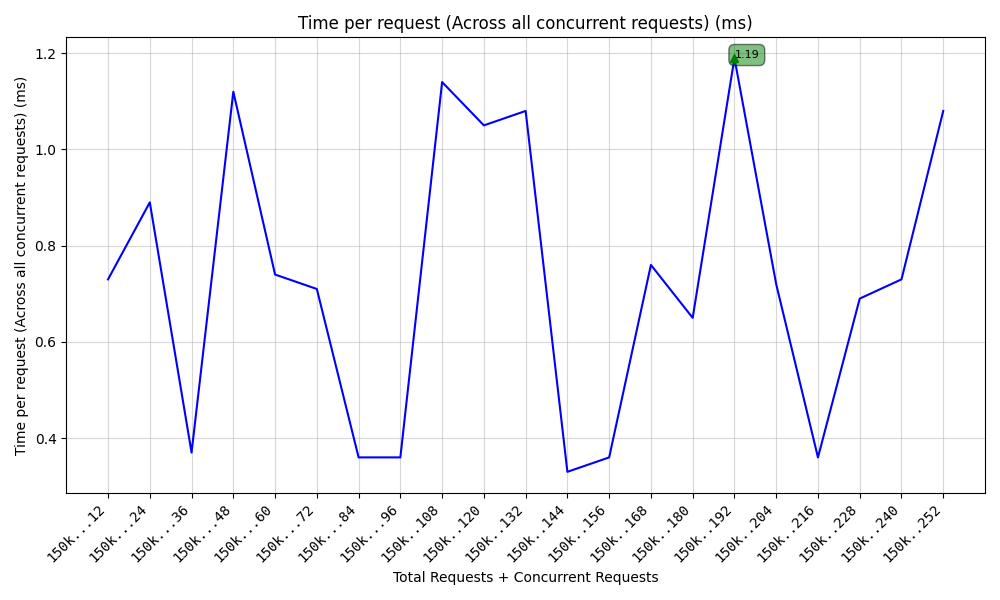 Time per request (Across all concurrent requests) (ms)
1.19
Time per request (Across all concurrent requests) (ms)
1.2
1.0
0.8
0.6
0.4
150k...12
150k...24
150k...36
150k...48
150k...60
150k...72
150k...84
150k...96
150k..108
150k..120
150k..132
150k..144
150k..156
150k..168
150k..180
150k..192
150k..204
150k..216
150k..228
150k..240
150k..252
Total Requests + Concurrent Requests